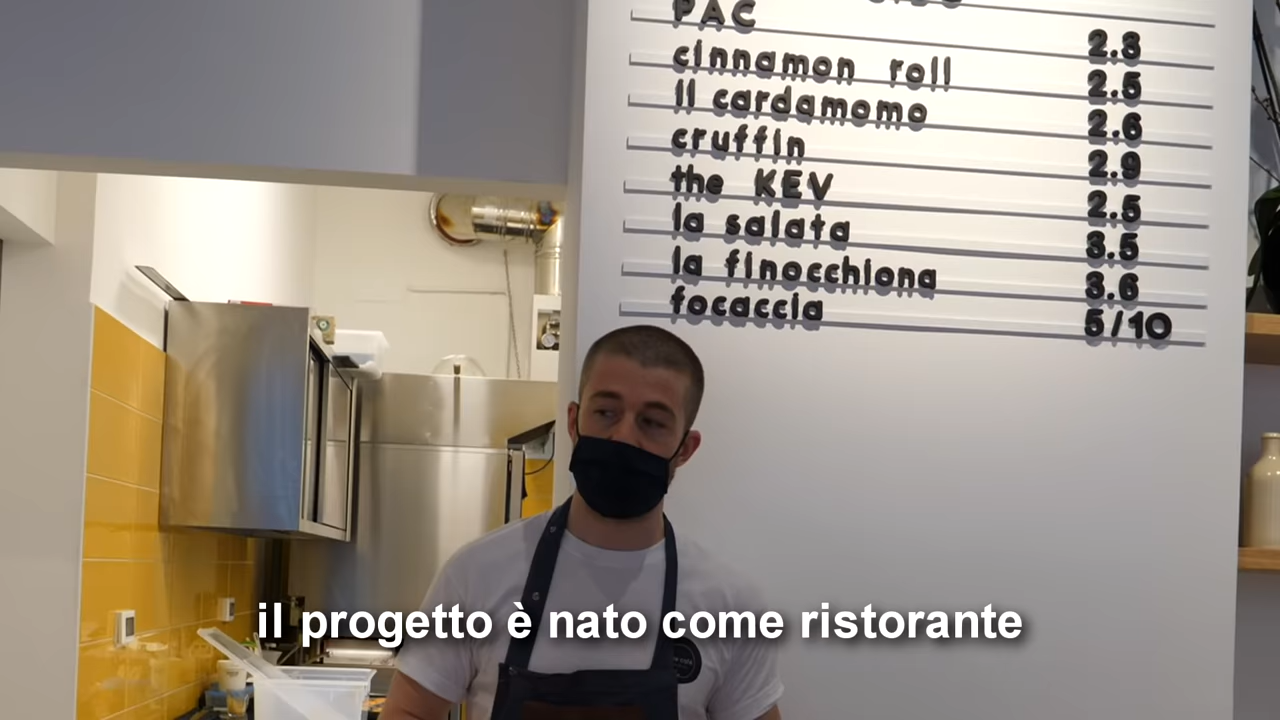 PAC 2.3
cinnamon roll 2.5
il cardamomo 2.6
cruffin 2.9
the KEV 2.5
la salata 3.5
la finocchiona 3.6
focaccia 5/10
il progetto è nato come ristorante